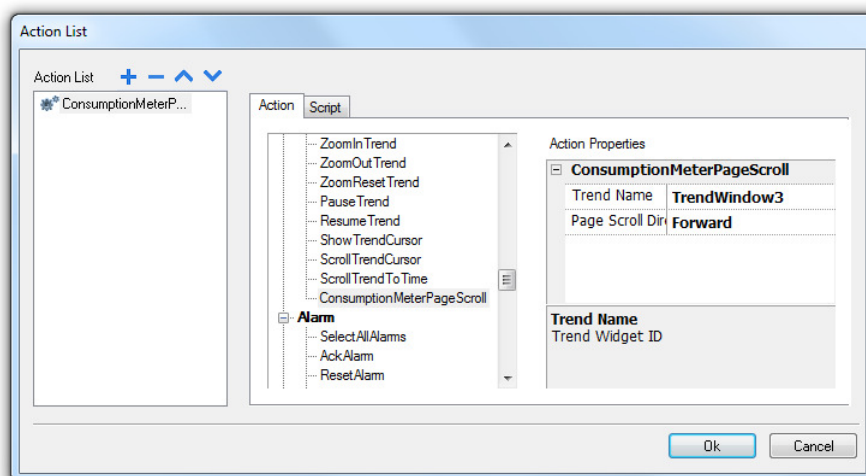 Action List
Action List
ConsumptionMeterP...
Action
Script
ZoomInTrend
ZoomOutTrend
ZoomResetTrend
PauseTrend
ResumeTrend
ShowTrendCursor
ScrollTrendCursor
ScrollTrendToTime
ConsumptionMeterPageScroll
Alarm
SelectAllAlarms
AckAlarm
ResetAlarm
Action Properties
ConsumptionMeterPageScroll
Trend Name TrendWindow3
Page Scroll Dire Forward
Trend Name
Trend Widget ID
Ok
Cancel